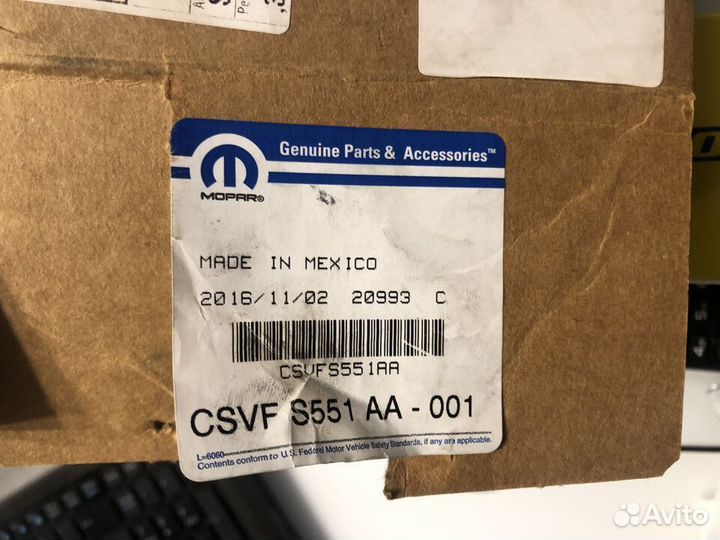 Genuine Parts & Accessories™
MOPAR®
MADE IN MEXICO
2016/11/02 20993 C
CSVFS551AA
CSVF S551 AA - 001
L=6060
Contents conform to U.S. Federal Motor Vehicle Safety Standards, if any are applicable.
Avito